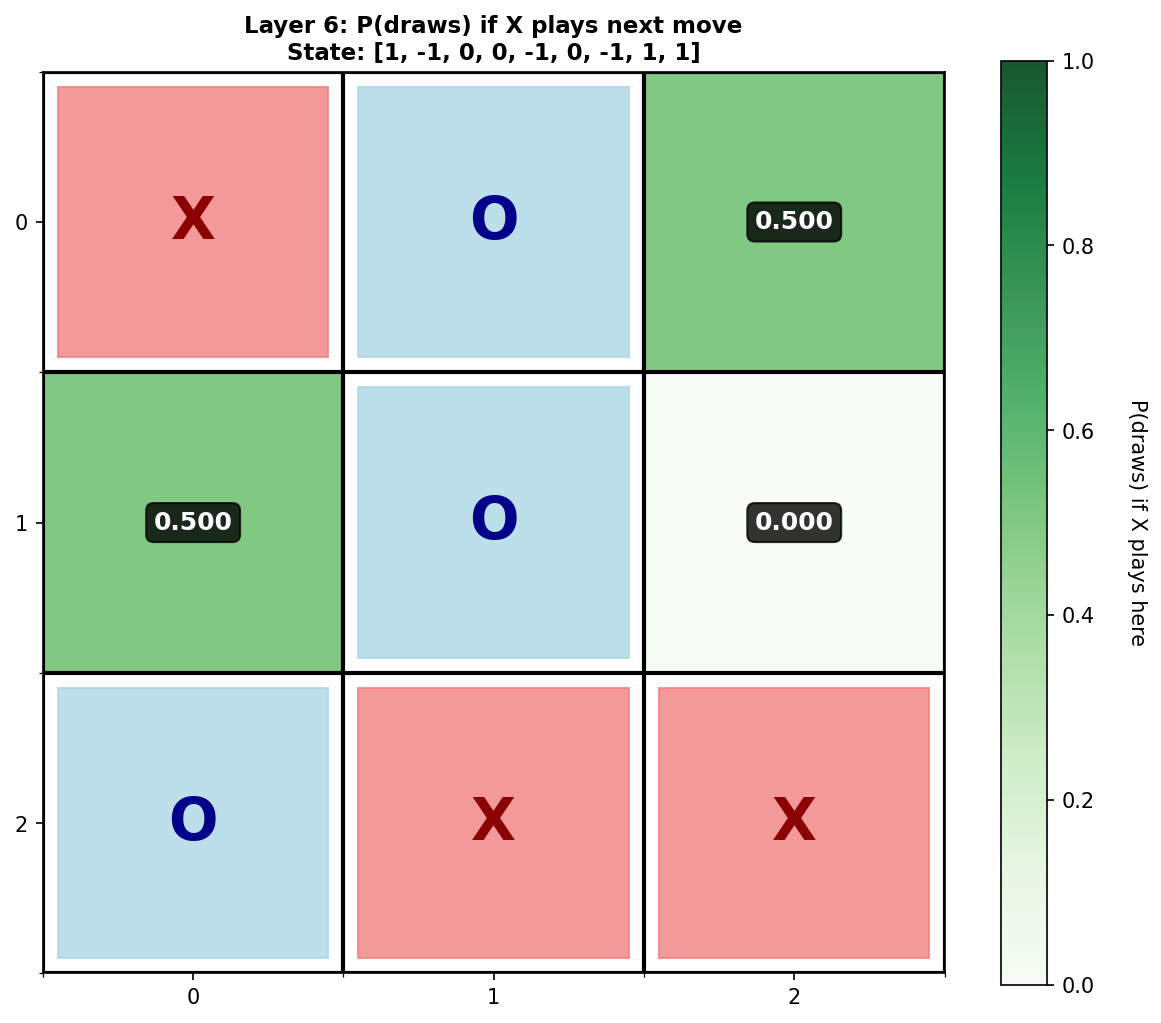 Layer 6: P(draws) if X plays next move
State: [1, -1, 0, 0, -1, 0, -1, 1, 1]
X O 0.500
0.500 O 0.000
O X X
0
1
2
0 1 2
1.0
0.8
0.6
0.4
0.2
0.0
P(draws) if X plays here